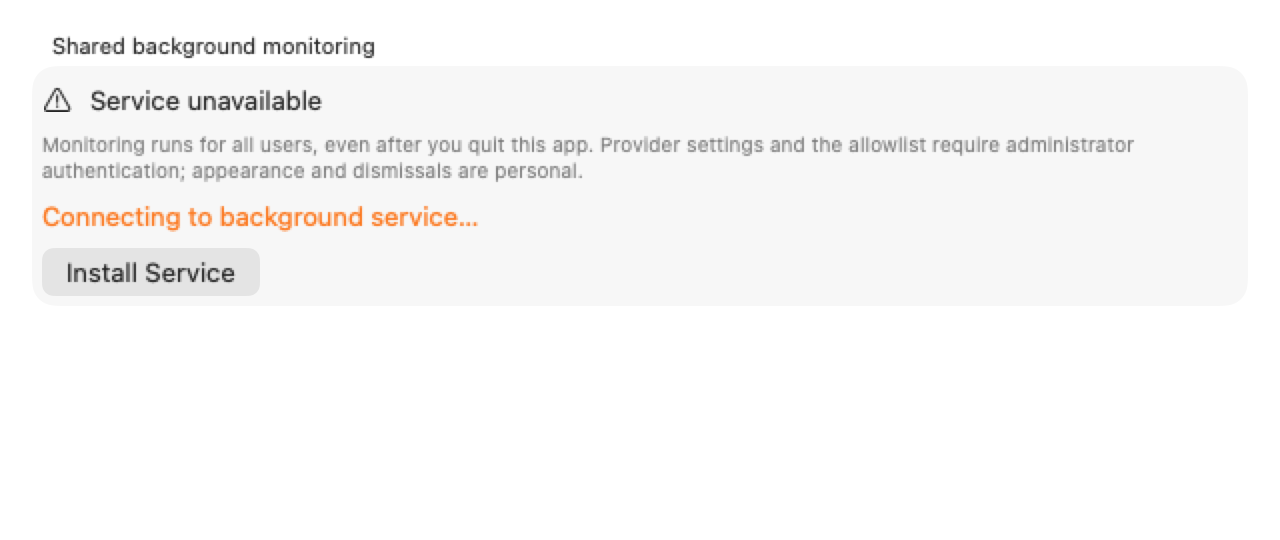 Shared background monitoring
Service unavailable
Monitoring runs for all users, even after you quit this app. Provider settings and the allowlist require administrator
authentication; appearance and dismissals are personal.
Connecting to background service...
Install Service